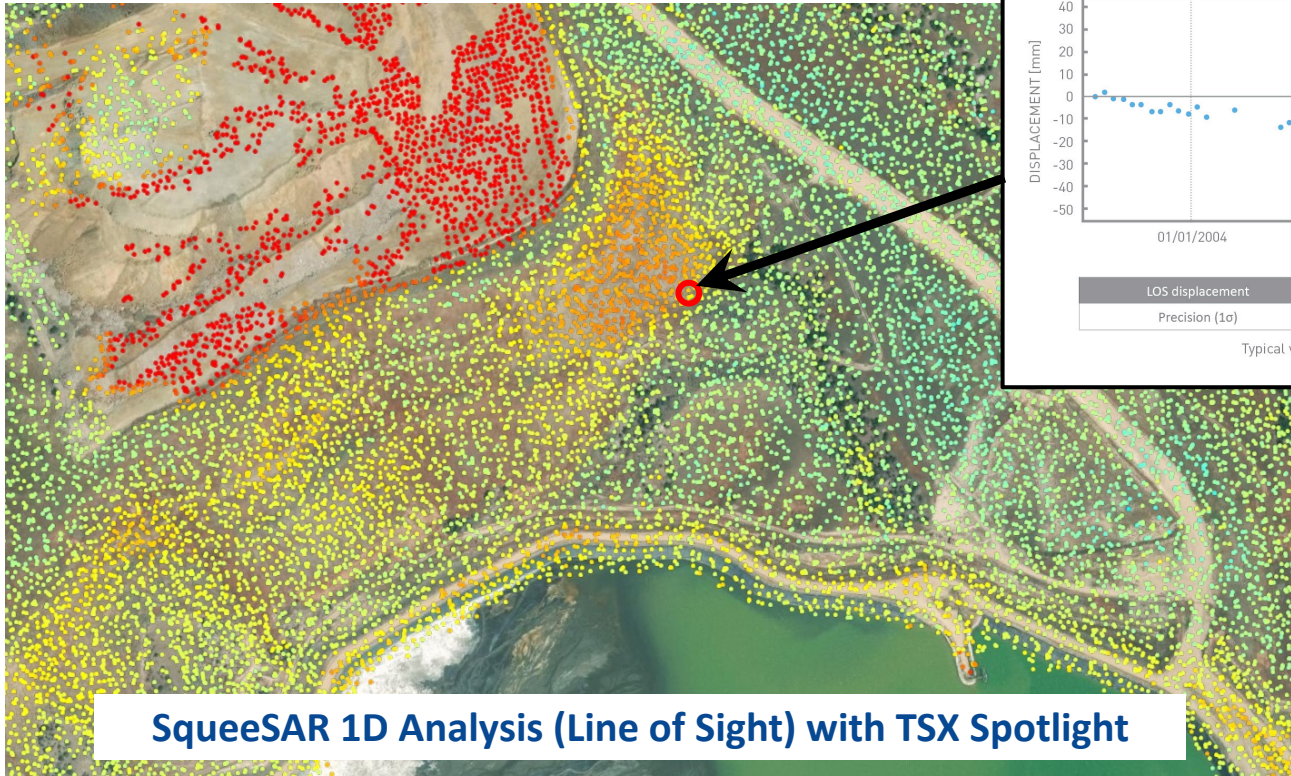 40
30
20
10
0
-10
-20
-30
-40
-50
DISPLACEMENT [mm]
01/01/2004
LOS displacement
Precision (1σ)
Typical
SqueeSAR 1D Analysis (Line of Sight) with TSX Spotlight